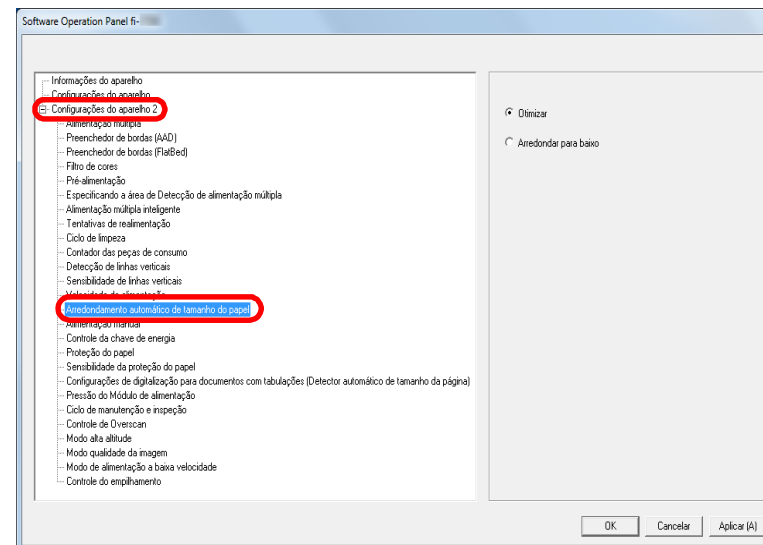 Software Operation Panel fi-
Informações do aparelho
Configurações do aparelho
Configurações do aparelho 2
Alimentação múltipla
Preenchedor de bordas (AAD)
Preenchedor de bordas (FlatBed)
Filtro de cores
Pré-alimentação
Especificando a área de Detecção de alimentação múltipla
Alimentação múltipla inteligente
Tentativas de realimentação
Ciclo de limpeza
Contador das peças de consumo
Detecção de linhas verticais
Sensibilidade de linhas verticais
Velocidade de alimentação
Arredondamento automático de tamanho do papel
Alimentação manual
Controle da chave de energia
Proteção do papel
Sensibilidade da proteção do papel
Configurações de digitalização para documentos com tabulações (Detector automático de tamanho da página)
Pressão do Módulo de alimentação
Ciclo de manutenção e inspeção
Controle de Overscan
Modo alta altitude
Modo qualidade da imagem
Modo de alimentação a baixa velocidade
Controle do empilhamento
Otimizar
Arredondar para baixo
OK Cancelar Aplicar (A)